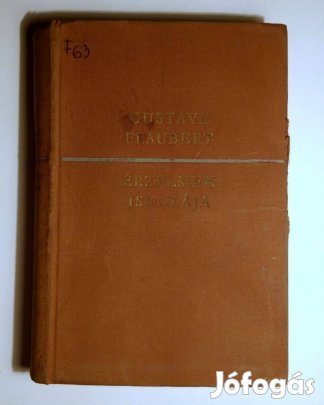 F63
GUSTAVE
FLAUBERT
ÉRZELMEK
ISKOLÁJA
Jófogás